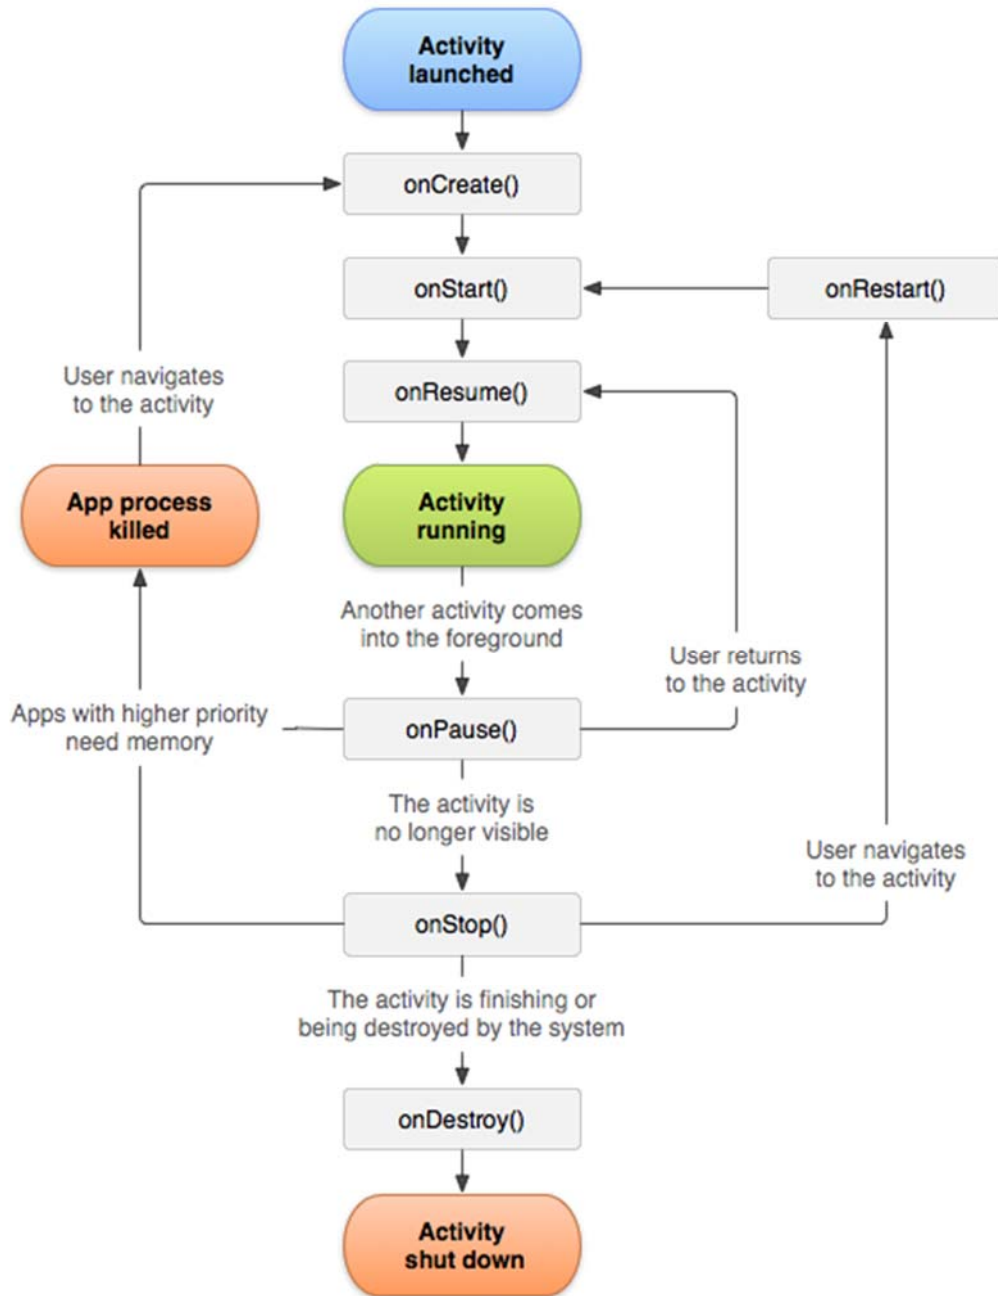 Activity
launched
onCreate()
onStart()
onRestart()
onResume()
User navigates
to the activity
App process
killed
Activity
running
Another activity comes
into the foreground
User returns
to the activity
Apps with higher priority
need memory
onPause()
The activity is
no longer visible
User navigates
to the activity
onStop()
The activity is finishing or
being destroyed by the system
onDestroy()
Activity
shut down